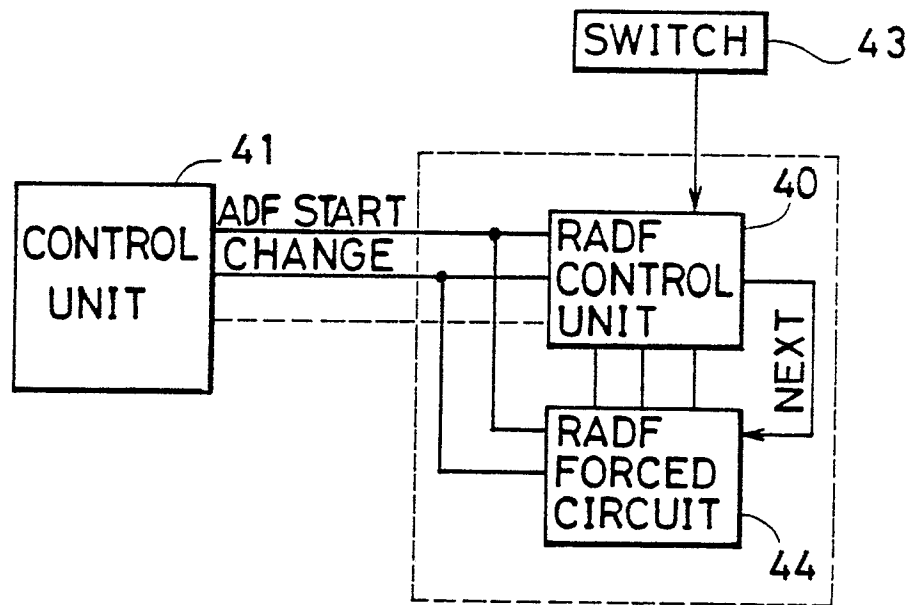 SWITCH
43
41
CONTROL
UNIT
ADF START
CHANGE
40
RADF
CONTROL
UNIT
NEXT
RADF
FORCED
CIRCUIT
44